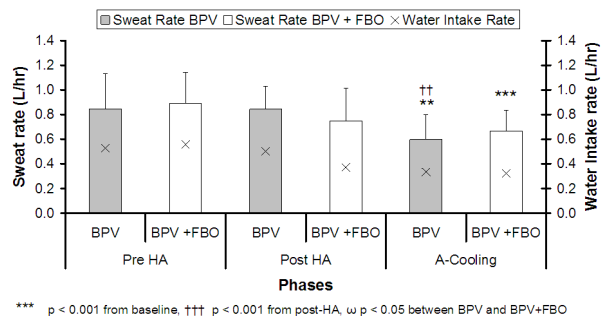 Sweat Rate BPV Sweat Rate BPV + FBO × Water Intake Rate
Sweat rate (L/hr)
1.4
1.2
1.0
0.8
0.6
0.4
0.2
0.0
††
**
***
1.4
1.2
1.0
0.8
0.6
0.4
0.2
0.0
Water Intake rate (L/hr)
BPV BPV +FBO BPV BPV +FBO BPV BPV +FBO
Pre HA Post HA A-Cooling
Phases
*** p < 0.001 from baseline, ††† p < 0.001 from post-HA, ω p < 0.05 between BPV and BPV+FBO